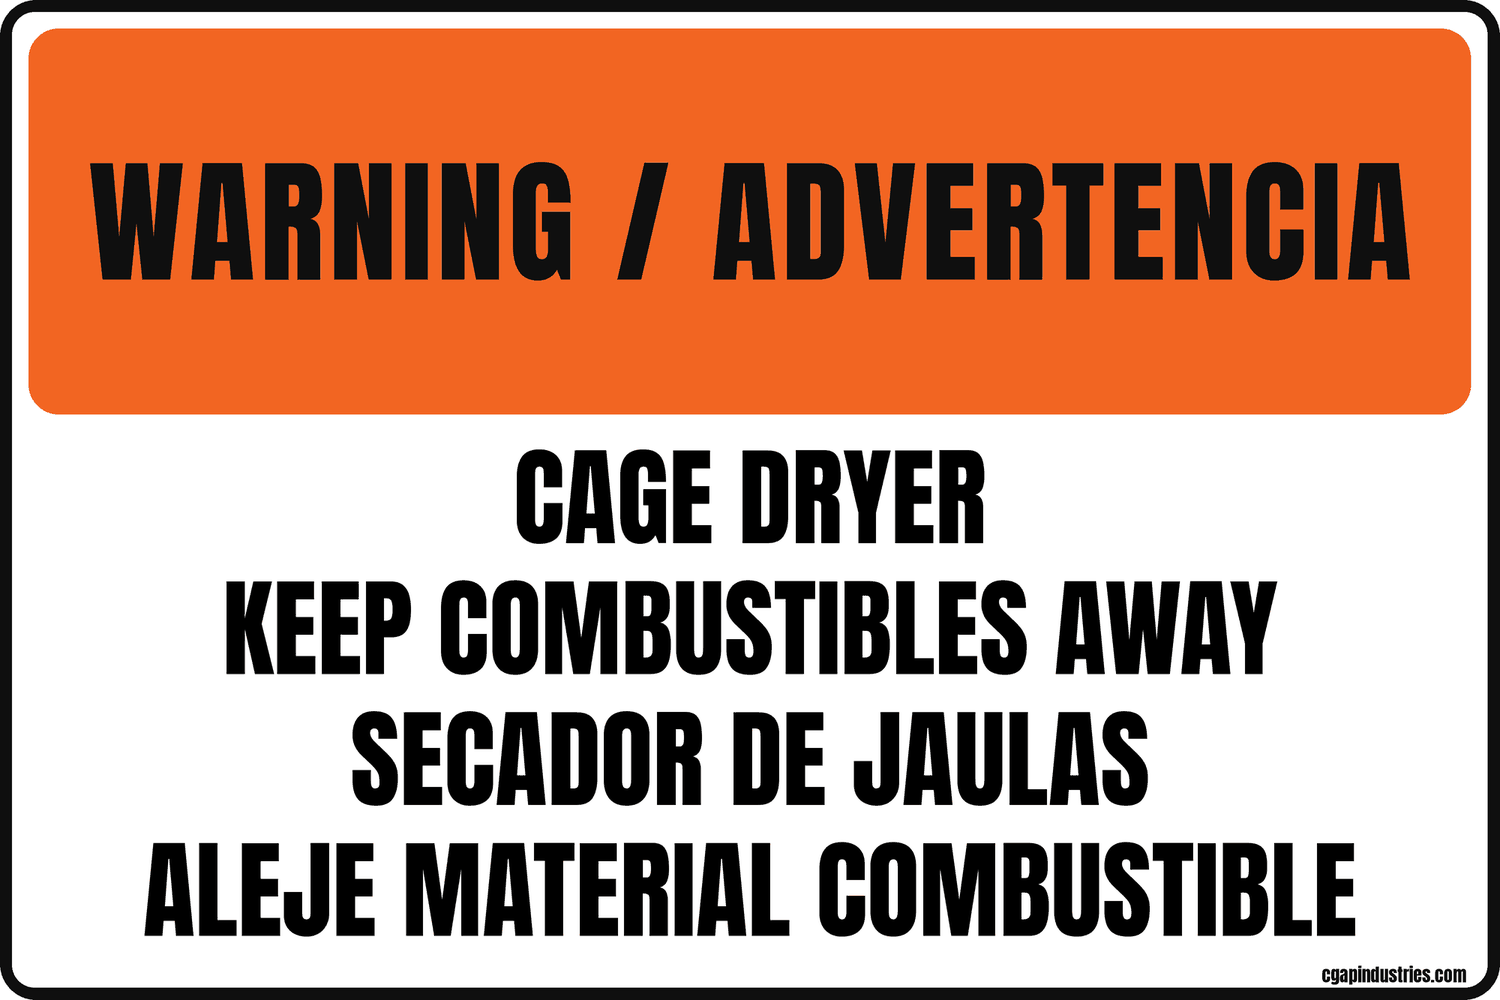 WARNING / ADVERTENCIA
CAGE DRYER
KEEP COMBUSTIBLES AWAY
SECADOR DE JAULAS
ALEJE MATERIAL COMBUSTIBLE
cgapindustries.com